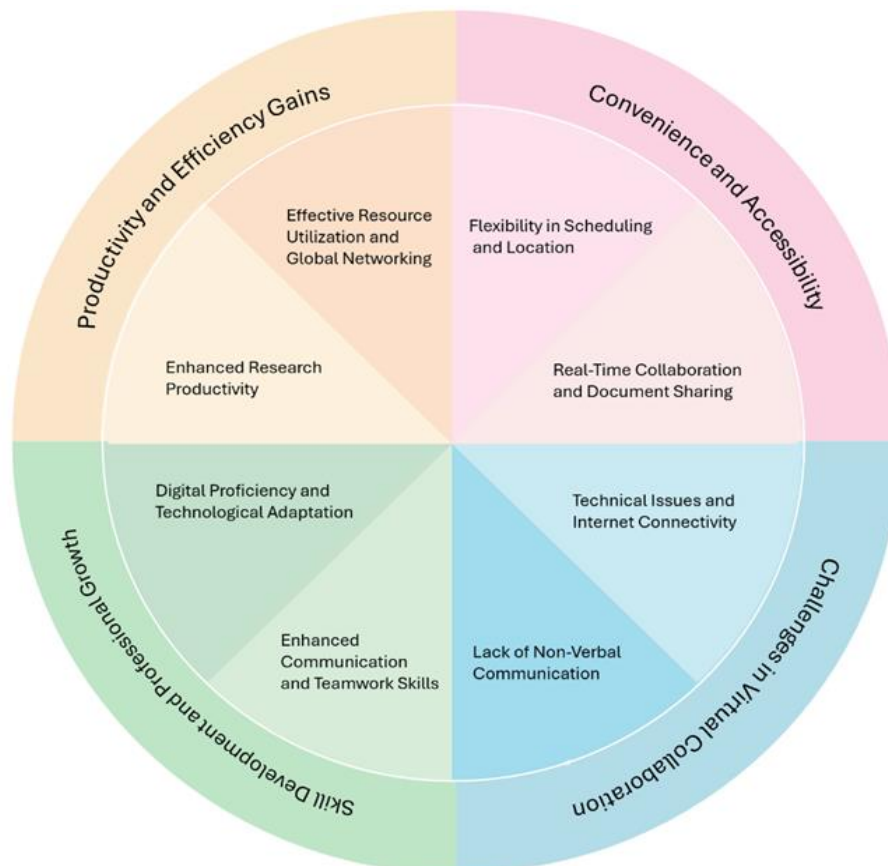 Productivity and Efficiency Gains
Convenience and Accessibility
Effective Resource
Utilization and
Global Networking
Flexibility in Scheduling
and Location
Enhanced Research
Productivity
Real-Time Collaboration
and Document Sharing
Digital Proficiency and
Technological Adaptation
Technical Issues and
Internet Connectivity
Enhanced
Communication
and Teamwork Skills
Lack of Non-Verbal
Communication
Skill Development and Professional Growth
Challenges in Virtual Collaboration